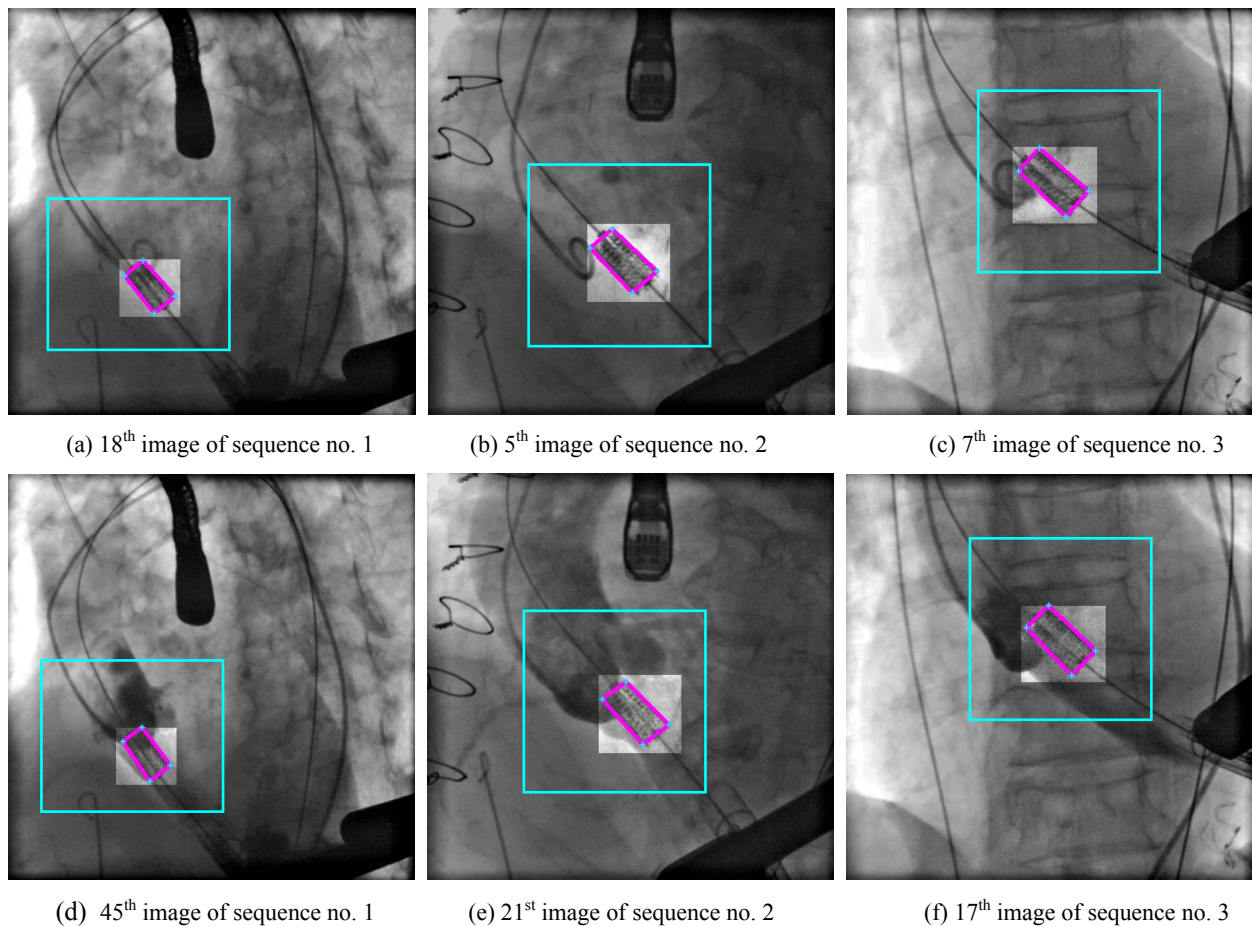 (a) 18th image of sequence no. 1
(b) 5th image of sequence no. 2
(c) 7th image of sequence no. 3
(d) 45th image of sequence no. 1
(e) 21st image of sequence no. 2
(f) 17th image of sequence no. 3